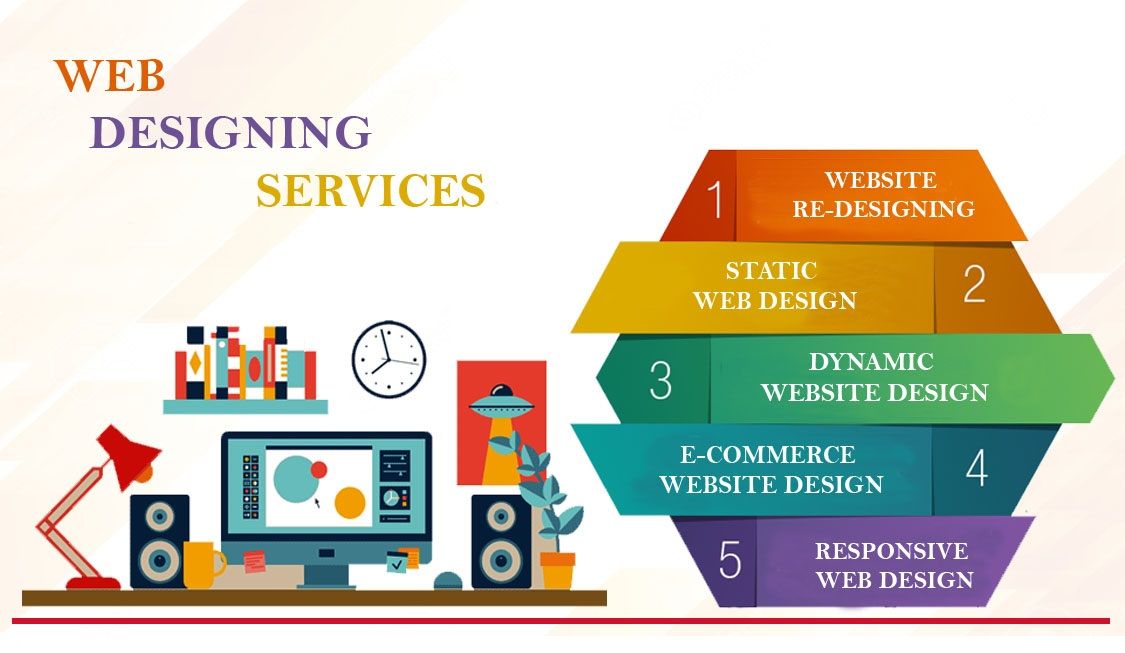 WEB
DESIGNING
SERVICES
1
WEBSITE
RE-DESIGNING
STATIC
WEB DESIGN
2
3
DYNAMIC
WEBSITE DESIGN
E-COMMERCE
WEBSITE DESIGN
4
5
RESPONSIVE
WEB DESIGN